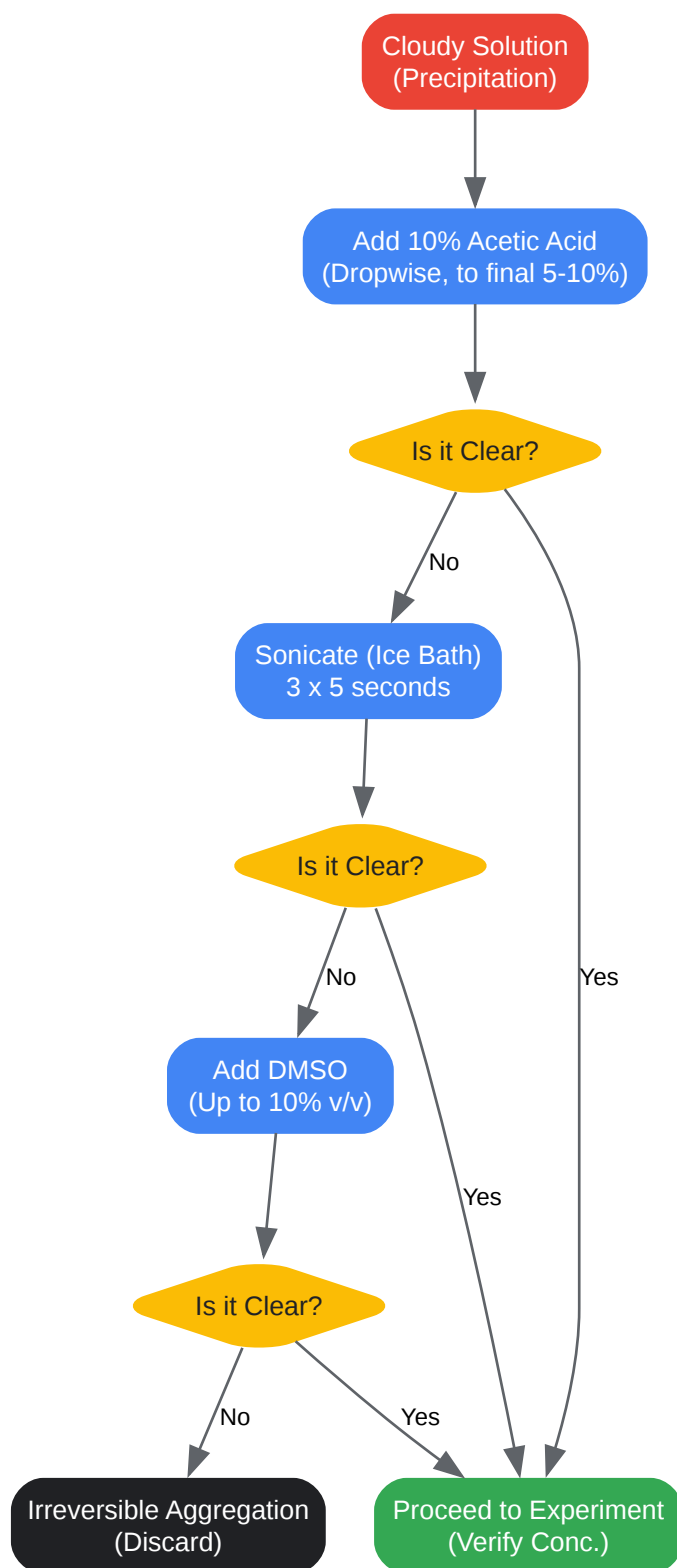 Cloudy Solution
(Precipitation)
Add 10% Acetic Acid
(Dropwise, to final 5-10%)
Is it Clear?
No
Sonicate (Ice Bath)
3 x 5 seconds
Is it Clear?
No
Yes
Add DMSO
(Up to 10% v/v)
Yes
Is it Clear?
No
Yes
Irreversible Aggregation
(Discard)
Proceed to Experiment
(Verify Conc.)